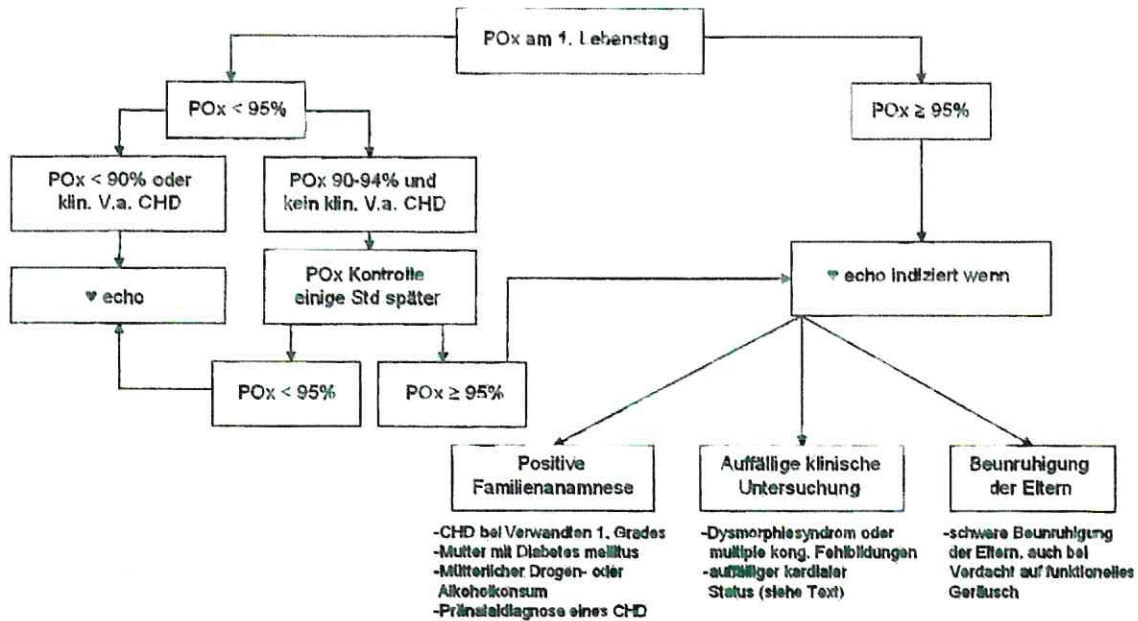 POx am 1. Lebenstag
POx < 95%
POx ≥ 95%
POx < 90% oder
klin. V.a. CHD
POx 90-94% und
kein klin. V.a. CHD
♥ echo
POx Kontrolle
einige Std später
♥ echo indiziert wenn
POx < 95%
POx ≥ 95%
Positive
Familienanamnese
-CHD bei Verwandten 1. Grades
-Mutter mit Diabetes mellitus
-Mütterlicher Drogen- oder
Alkoholkonsum
-Pränataldiagnose eines CHD
Auffällige klinische
Untersuchung
-Dysmorphiesyndrom oder
multiple kong. Fehlbildungen
-auffälliger kardialer
Status (siehe Text)
Beunruhigung
der Eltern
-schwere Beunruhigung
der Eltern, auch bei
Verdacht auf funktionelles
Geräusch